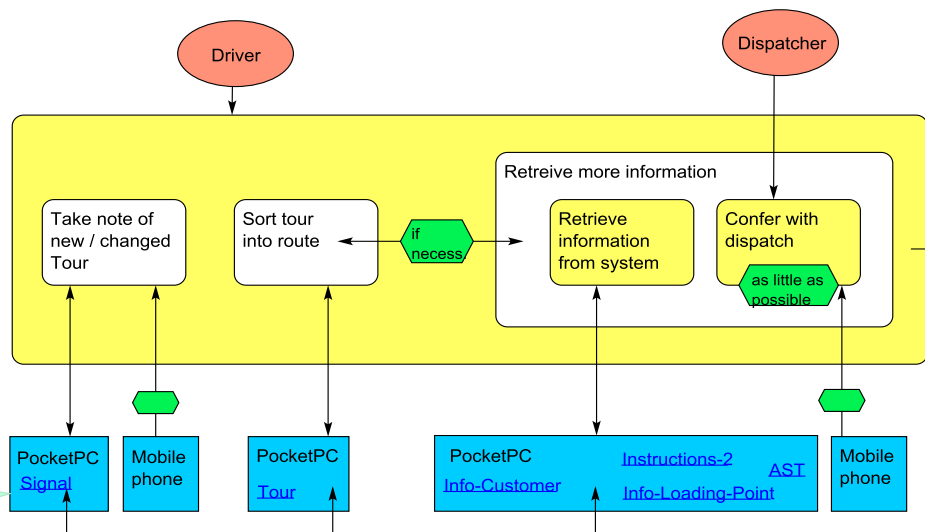 Driver
Dispatcher
Retreive more information
Take note of
new / changed
Tour
Sort tour
into route
if
necess.
Retrieve
information
from system
Confer with
dispatch
as little as
possible
PocketPC
Signal
Mobile
phone
PocketPC
Tour
PocketPC
Info-Customer
Instructions-2
AST
Info-Loading-Point
Mobile
phone